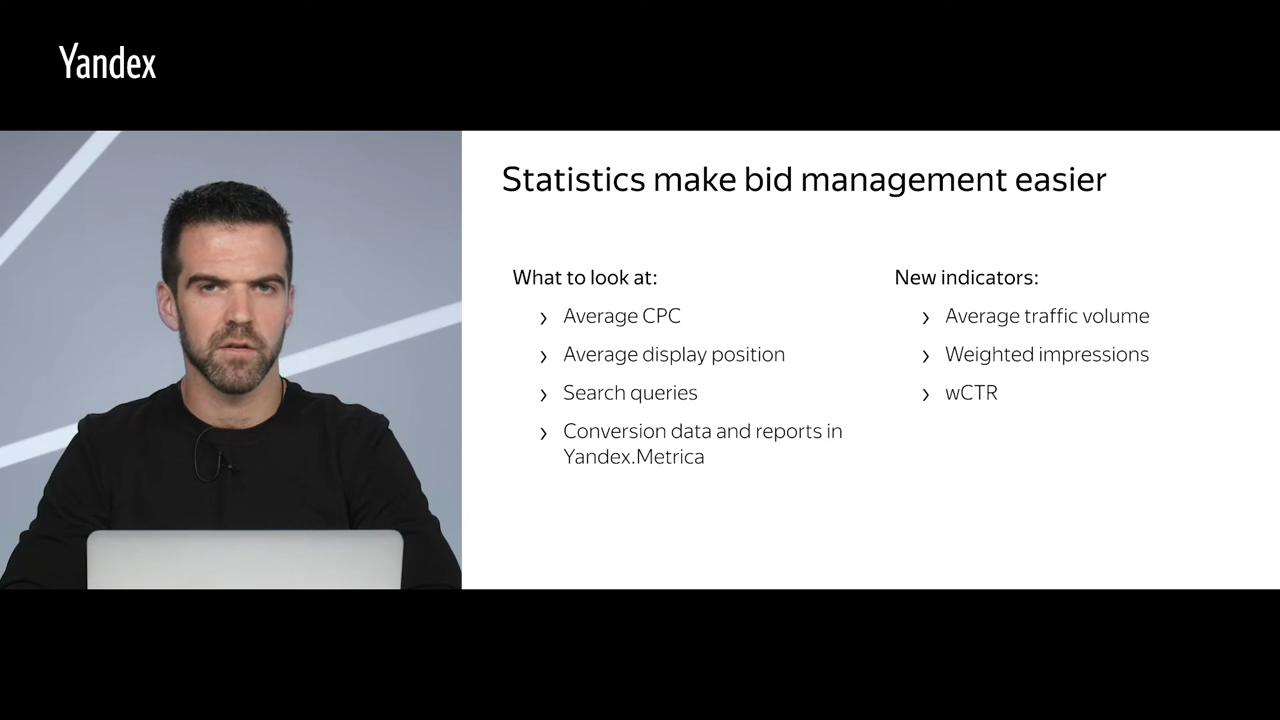 Yandex
Statistics make bid management easier
What to look at:
› Average CPC
› Average display position
› Search queries
› Conversion data and reports in
Yandex.Metrica
New indicators:
› Average traffic volume
› Weighted impressions
› wCTR